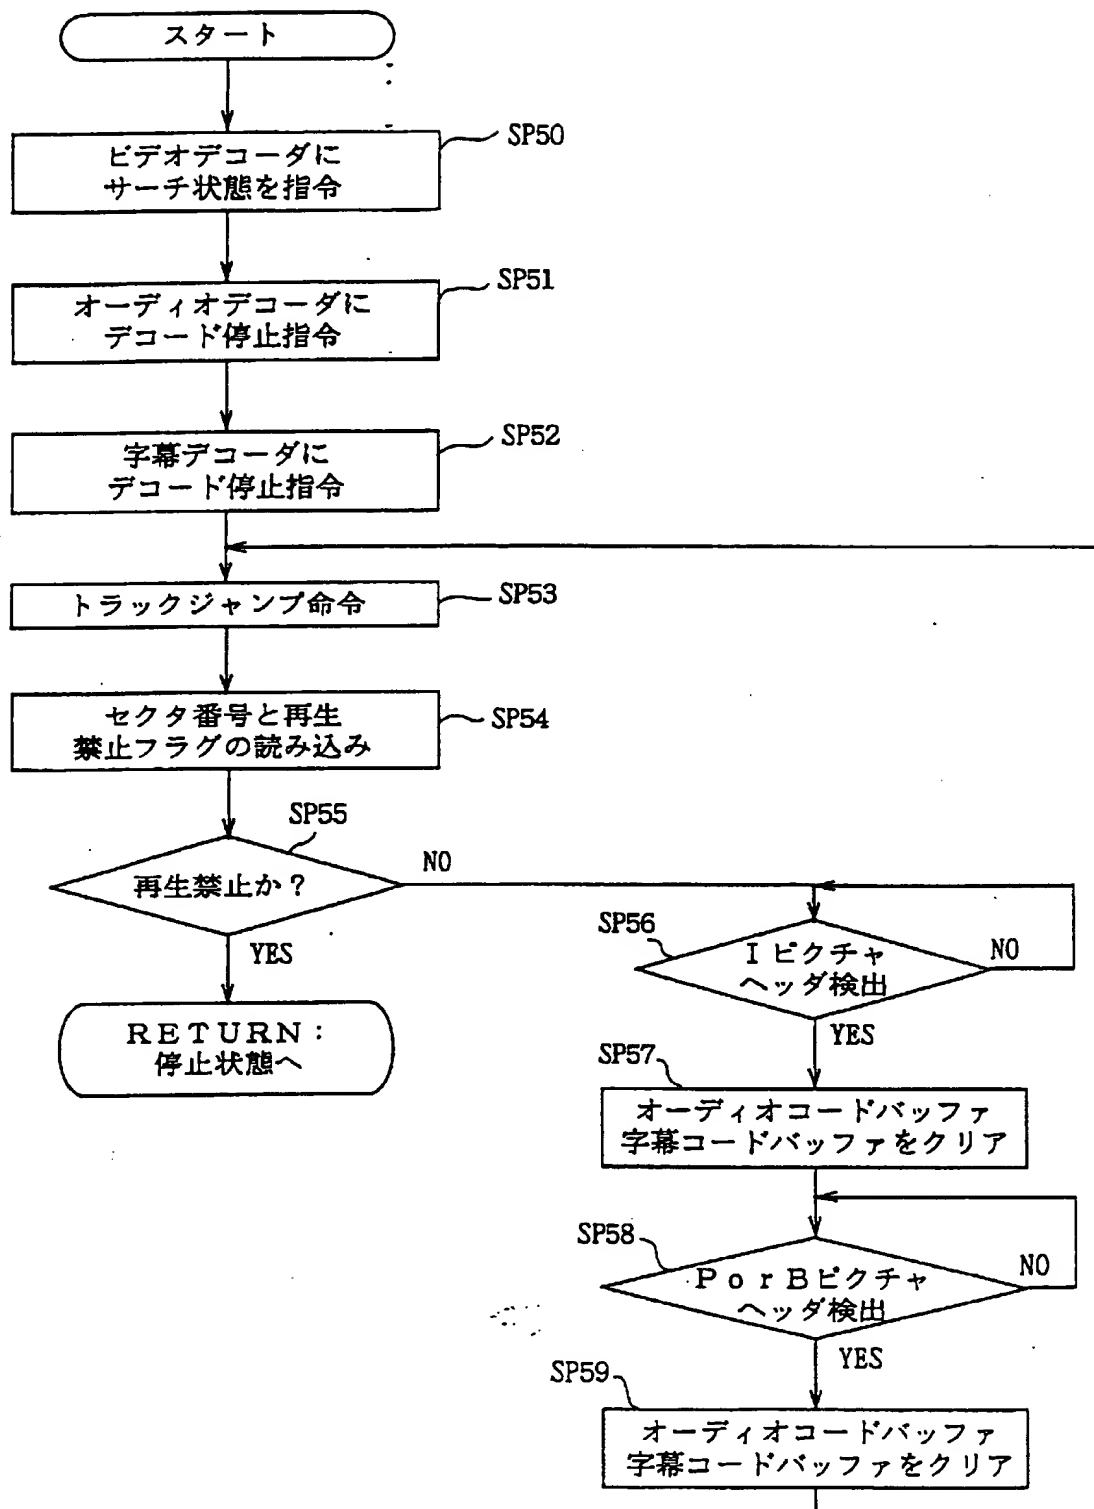 スタート
SP50
ビデオデコーダに
サーチ状態を指令
SP51
オーディオデコーダに
デコード停止指令
SP52
字幕デコーダに
デコード停止指令
トラックジャンプ命令
SP53
セクタ番号と再生
禁止フラグの読み込み
SP54
SP55
再生禁止か?
NO
YES
RETURN:
停止状態へ
SP56
Iピクチャ
ヘッダ検出
NO
YES
SP57
オーディオコードバッファ
字幕コードバッファをクリア
SP58
PorBピクチャ
ヘッダ検出
NO
YES
SP59
オーディオコードバッファ
字幕コードバッファをクリア